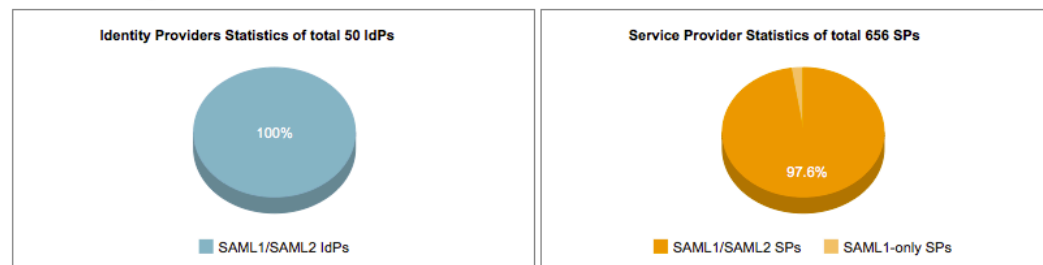 Identity Providers Statistics of total 50 IdPs
100%
SAML1/SAML2 IdPs
Service Provider Statistics of total 656 SPs
97.6%
SAML1/SAML2 SPs
SAML1-only SPs